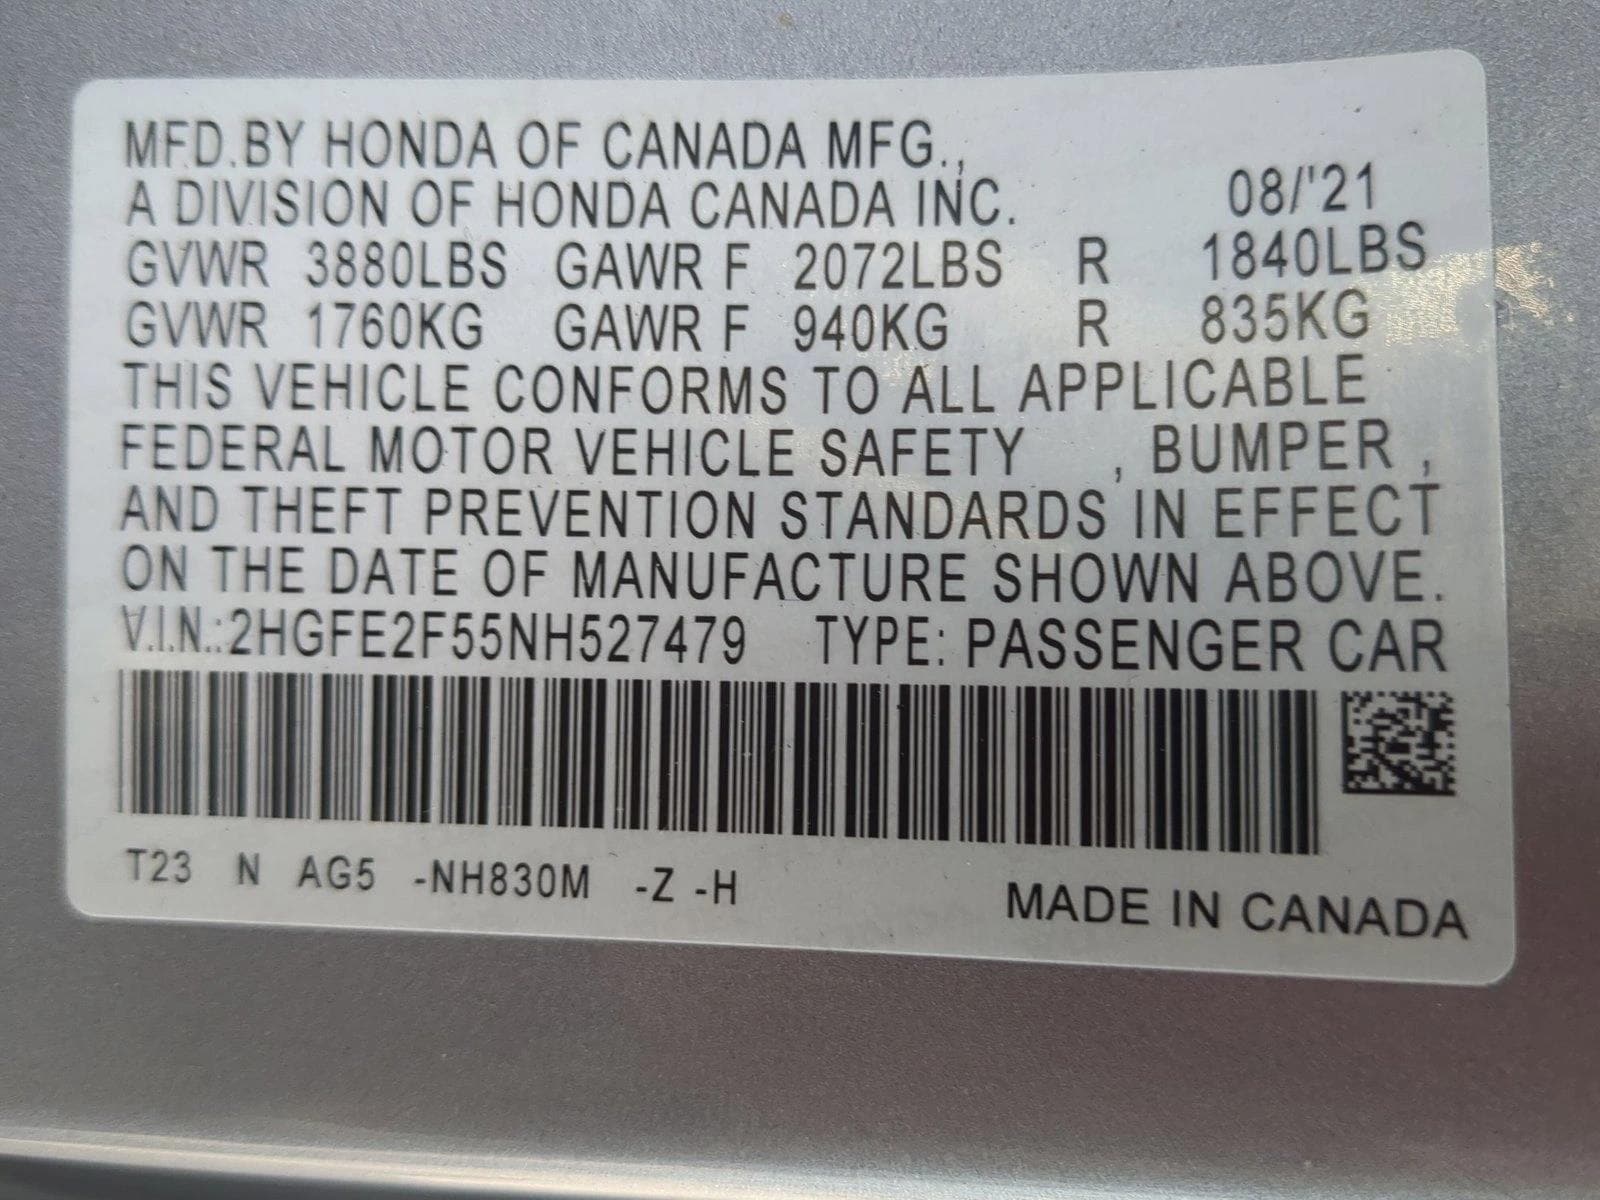 MFD.BY HONDA OF CANADA MFG.,
A DIVISION OF HONDA CANADA INC. 08/'21
GVWR 3880LBS GAWR F 2072LBS R 1840LBS
GVWR 1760KG GAWR F 940KG R 835KG
THIS VEHICLE CONFORMS TO ALL APPLICABLE
FEDERAL MOTOR VEHICLE SAFETY , BUMPER ,
AND THEFT PREVENTION STANDARDS IN EFFECT
ON THE DATE OF MANUFACTURE SHOWN ABOVE.
V.I.N.:2HGFE2F55NH527479 TYPE: PASSENGER CAR
T23 N AG5 -NH830M -Z -H MADE IN CANADA